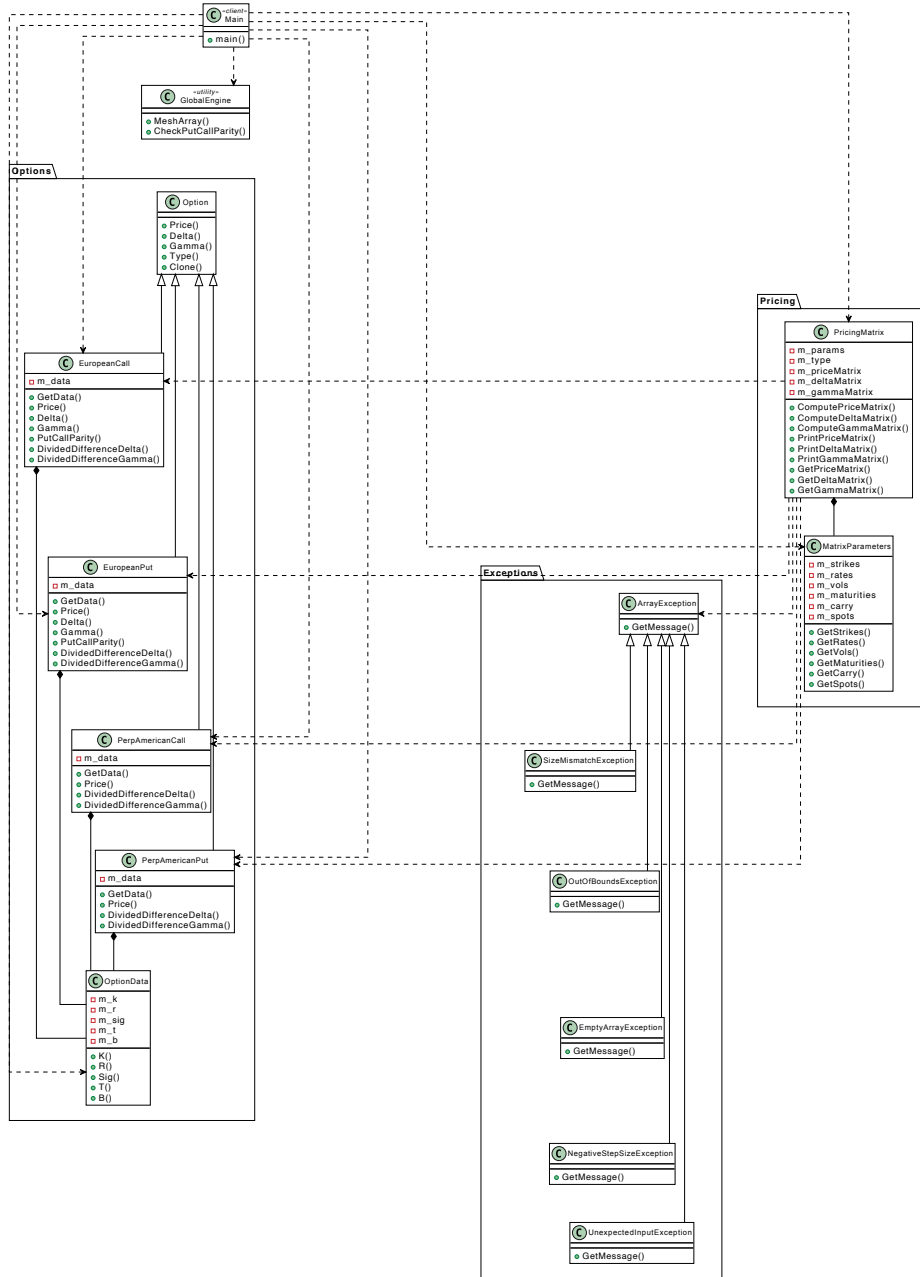 «client»
C Main
main()
«utility»
C GlobalEngine
MeshArray()
CheckPutCallParity()
Options
C Option
Price()
Delta()
Gamma()
Type()
Clone()
C EuropeanCall
m_data
GetData()
Price()
Delta()
Gamma()
PutCallParity()
DividedDifferenceDelta()
DividedDifferenceGamma()
C EuropeanPut
m_data
GetData()
Price()
Delta()
Gamma()
PutCallParity()
DividedDifferenceDelta()
DividedDifferenceGamma()
C PerpAmericanCall
m_data
GetData()
Price()
DividedDifferenceDelta()
DividedDifferenceGamma()
C PerpAmericanPut
m_data
GetData()
Price()
DividedDifferenceDelta()
DividedDifferenceGamma()
C OptionData
m_k
m_r
m_sig
m_t
m_b
K()
R()
Sig()
T()
B()
Pricing
C PricingMatrix
m_params
m_type
m_priceMatrix
m_deltaMatrix
m_gammaMatrix
ComputePriceMatrix()
ComputeDeltaMatrix()
ComputeGammaMatrix()
PrintPriceMatrix()
PrintDeltaMatrix()
PrintGammaMatrix()
GetPriceMatrix()
GetDeltaMatrix()
GetGammaMatrix()
C MatrixParameters
m_strikes
m_rates
m_vols
m_maturities
m_carry
m_spots
GetStrikes()
GetRates()
GetVols()
GetMaturities()
GetCarry()
GetSpots()
Exceptions
C ArrayException
GetMessage()
C SizeMismatchException
GetMessage()
C OutOfBoundsException
GetMessage()
C EmptyArrayException
GetMessage()
C NegativeStepSizeException
GetMessage()
C UnexpectedInputException
GetMessage()